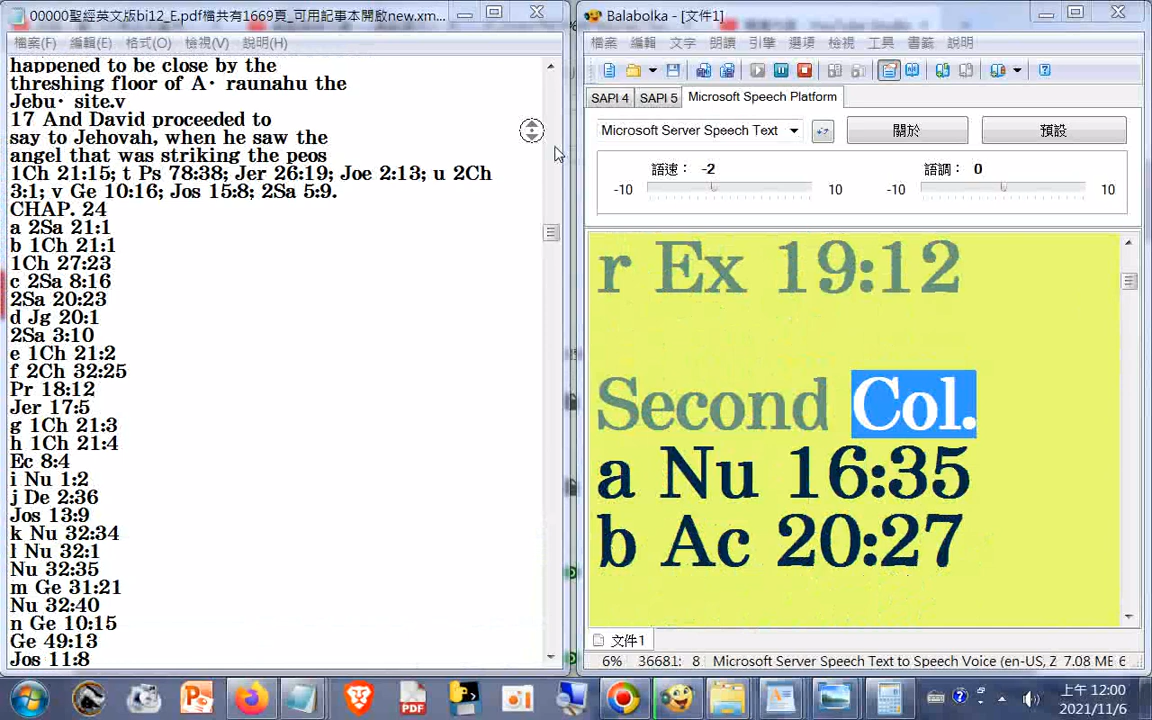 00000聖經英文版bi12_E.pdf檔共有1669頁_可用記事本開啟new.xm...
檔案(F) 編輯(E) 格式(O) 檢視(V) 說明(H)
happened to be close by the
threshing floor of A· raunahu the
Jebu· site.v
17 And David proceeded to
say to Jehovah, when he saw the
angel that was striking the peos
1Ch 21:15; t Ps 78:38; Jer 26:19; Joe 2:13; u 2Ch
3:1; v Ge 10:16; Jos 15:8; 2Sa 5:9.
CHAP. 24
a 2Sa 21:1
b 1Ch 21:1
1Ch 27:23
c 2Sa 8:16
2Sa 20:23
d Jg 20:1
2Sa 3:10
e 1Ch 21:2
f 2Ch 32:25
Pr 18:12
Jer 17:5
g 1Ch 21:3
h 1Ch 21:4
Ec 8:4
i Nu 1:2
j De 2:36
Jos 13:9
k Nu 32:34
l Nu 32:1
Nu 32:35
m Ge 31:21
Nu 32:40
n Ge 10:15
Ge 49:13
Jos 11:8
Balabolka - [文件1]
檔案 編輯 文字 朗讀 引擎 選項 檢視 工具 書籤 說明
SAPI 4 SAPI 5 Microsoft Speech Platform
Microsoft Server Speech Text 關於 預設
語速： -2 語調： 0
-10 10 -10 10
r Ex 19:12
Second Col.
a Nu 16:35
b Ac 20:27
文件1
6% 36681: 8 Microsoft Server Speech Text to Speech Voice (en-US, Z 7.08 ME 6
PDF
上午 12:00
2021/11/6